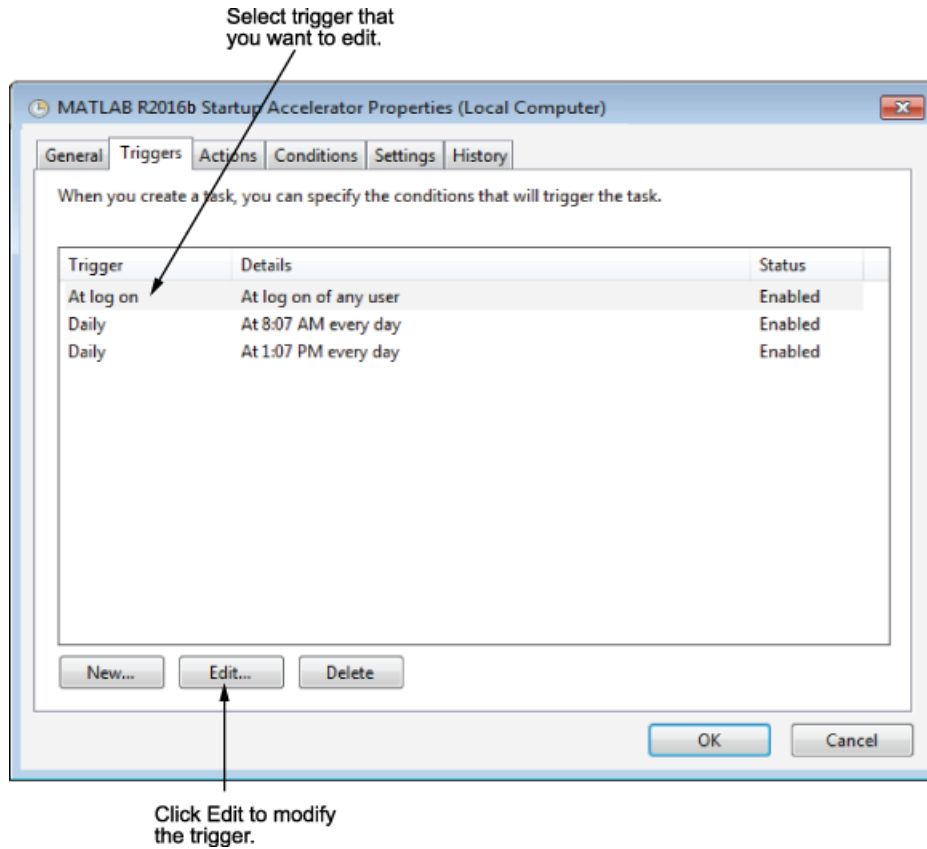 Select trigger that
you want to edit.
MATLAB R2016b Startup Accelerator Properties (Local Computer)
General Triggers Actions Conditions Settings History
When you create a task, you can specify the conditions that will trigger the task.
Trigger Details Status
At log on At log on of any user Enabled
Daily At 8:07 AM every day Enabled
Daily At 1:07 PM every day Enabled
New... Edit... Delete
OK Cancel
Click Edit to modify
the trigger.